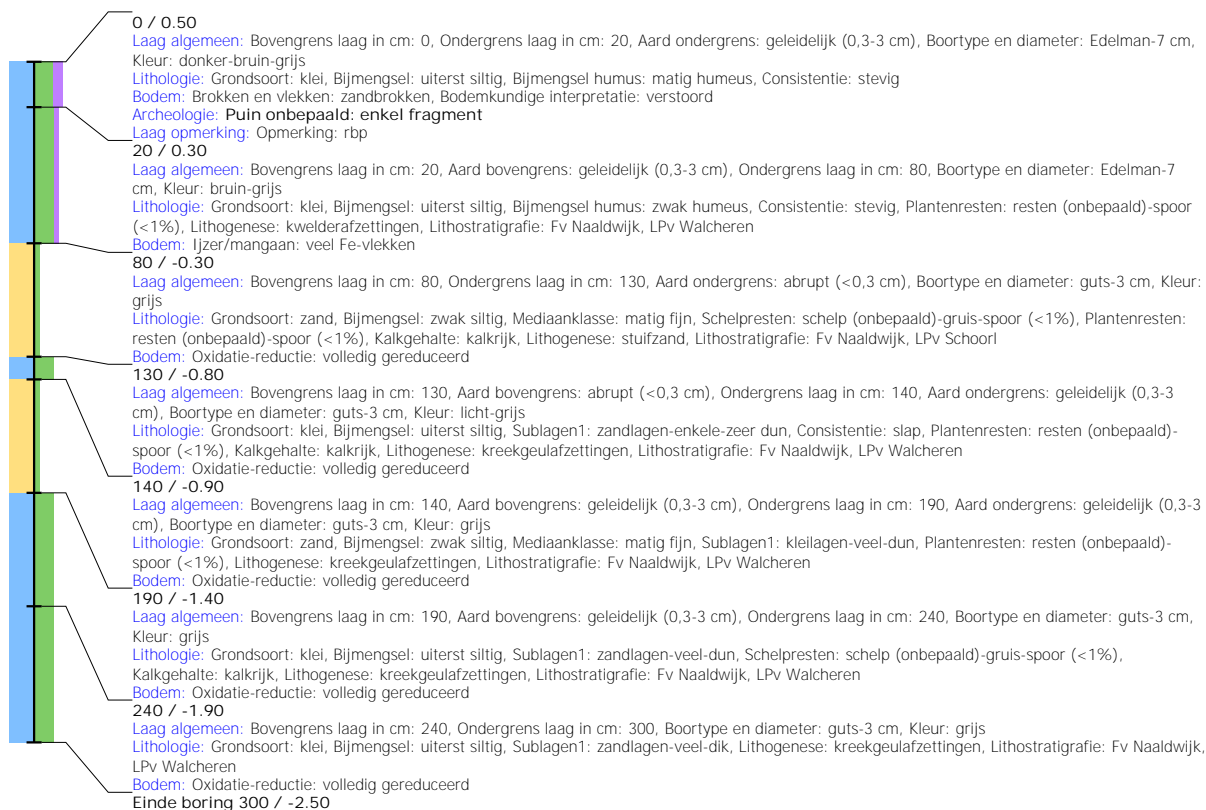 0 / 0.50
Laag algemeen: Bovengrens laag in cm: 0, Ondergrens laag in cm: 20, Aard ondergrens: geleidelijk (0,3-3 cm), Boortype en diameter: Edelman-7 cm,
Kleur: donker-bruin-grijs
Lithologie: Grondsoort: klei, Bijmengsel: uiterst siltig, Bijmengsel humus: matig humeus, Consistentie: stevig
Bodem: Brokken en vlekken: zandbrokken, Bodemkundige interpretatie: verstoord
Archeologie: Puin onbepaald: enkel fragment
Laag opmerking: Opmerking: rbp
20 / 0.30
Laag algemeen: Bovengrens laag in cm: 20, Aard bovengrens: geleidelijk (0,3-3 cm), Ondergrens laag in cm: 80, Boortype en diameter: Edelman-7
cm, Kleur: bruin-grijs
Lithologie: Grondsoort: klei, Bijmengsel: uiterst siltig, Bijmengsel humus: zwak humeus, Consistentie: stevig, Plantenresten: resten (onbepaald)-spoor
(<1%), Lithogenese: kwelderafzettingen, Lithostratigrafie: Fv Naaldwijk, LPv Walcheren
Bodem: Ijzer/mangaan: veel Fe-vlekken
80 / -0.30
Laag algemeen: Bovengrens laag in cm: 80, Ondergrens laag in cm: 130, Aard ondergrens: abrupt (<0,3 cm), Boortype en diameter: guts-3 cm, Kleur:
grijs
Lithologie: Grondsoort: zand, Bijmengsel: zwak siltig, Mediaanklasse: matig fijn, Schelpresten: schelp (onbepaald)-gruis-spoor (<1%), Plantenresten:
resten (onbepaald)-spoor (<1%), Kalkgehalte: kalkrijk, Lithogenese: stuifzand, Lithostratigrafie: Fv Naaldwijk, LPv Schoorl
Bodem: Oxidatie-reductie: volledig gereduceerd
130 / -0.80
Laag algemeen: Bovengrens laag in cm: 130, Aard bovengrens: abrupt (<0,3 cm), Ondergrens laag in cm: 140, Aard ondergrens: geleidelijk (0,3-3
cm), Boortype en diameter: guts-3 cm, Kleur: licht-grijs
Lithologie: Grondsoort: klei, Bijmengsel: uiterst siltig, Sublagen1: zandlagen-enkele-zeer dun, Consistentie: slap, Plantenresten: resten (onbepaald)-
spoor (<1%), Kalkgehalte: kalkrijk, Lithogenese: kreekgeulafzettingen, Lithostratigrafie: Fv Naaldwijk, LPv Walcheren
Bodem: Oxidatie-reductie: volledig gereduceerd
140 / -0.90
Laag algemeen: Bovengrens laag in cm: 140, Aard bovengrens: geleidelijk (0,3-3 cm), Ondergrens laag in cm: 190, Aard ondergrens: geleidelijk (0,3-3
cm), Boortype en diameter: guts-3 cm, Kleur: grijs
Lithologie: Grondsoort: zand, Bijmengsel: zwak siltig, Mediaanklasse: matig fijn, Sublagen1: kleilagen-veel-dun, Plantenresten: resten (onbepaald)-
spoor (<1%), Lithogenese: kreekgeulafzettingen, Lithostratigrafie: Fv Naaldwijk, LPv Walcheren
Bodem: Oxidatie-reductie: volledig gereduceerd
190 / -1.40
Laag algemeen: Bovengrens laag in cm: 190, Aard bovengrens: geleidelijk (0,3-3 cm), Ondergrens laag in cm: 240, Boortype en diameter: guts-3 cm,
Kleur: grijs
Lithologie: Grondsoort: klei, Bijmengsel: uiterst siltig, Sublagen1: zandlagen-veel-dun, Schelpresten: schelp (onbepaald)-gruis-spoor (<1%),
Kalkgehalte: kalkrijk, Lithogenese: kreekgeulafzettingen, Lithostratigrafie: Fv Naaldwijk, LPv Walcheren
Bodem: Oxidatie-reductie: volledig gereduceerd
240 / -1.90
Laag algemeen: Bovengrens laag in cm: 240, Ondergrens laag in cm: 300, Boortype en diameter: guts-3 cm, Kleur: grijs
Lithologie: Grondsoort: klei, Bijmengsel: uiterst siltig, Sublagen1: zandlagen-veel-dik, Lithogenese: kreekgeulafzettingen, Lithostratigrafie: Fv Naaldwijk,
LPv Walcheren
Bodem: Oxidatie-reductie: volledig gereduceerd
Einde boring 300 / -2.50